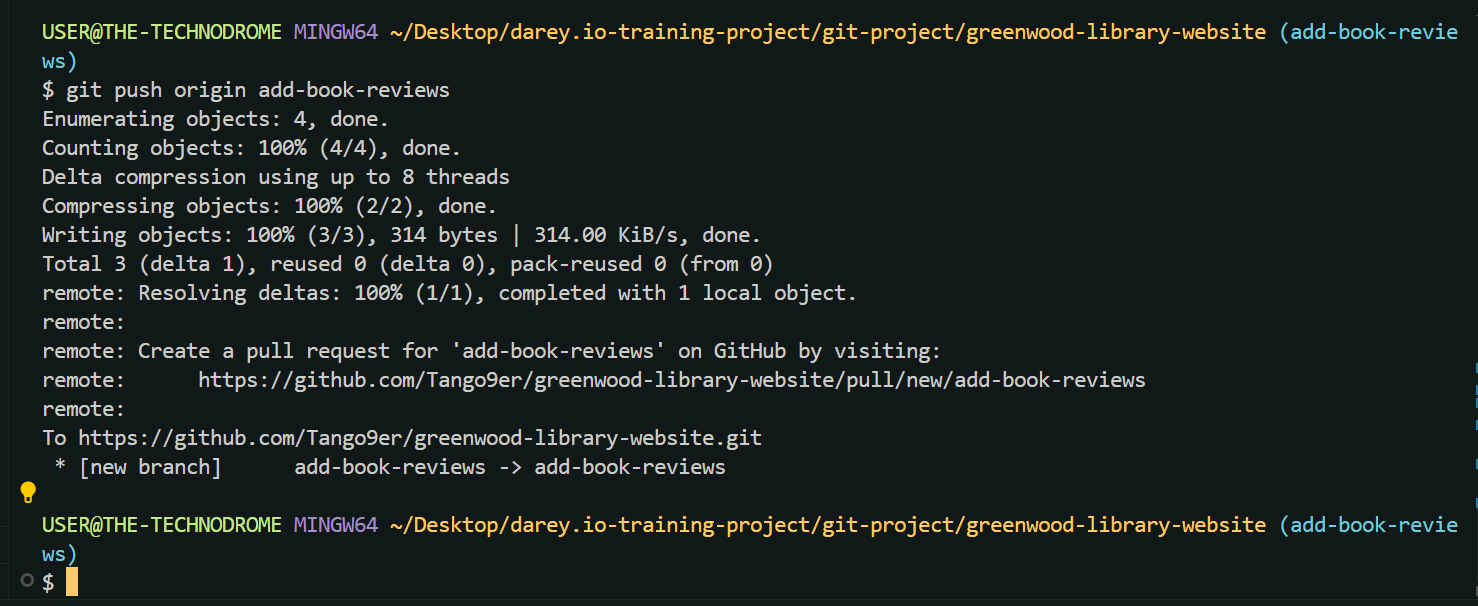 USER@THE-TECHNODROME MINGW64 ~/Desktop/darey.io-training-project/git-project/greenwood-library-website (add-book-revie
ws)
$ git push origin add-book-reviews
Enumerating objects: 4, done.
Counting objects: 100% (4/4), done.
Delta compression using up to 8 threads
Compressing objects: 100% (2/2), done.
Writing objects: 100% (3/3), 314 bytes | 314.00 KiB/s, done.
Total 3 (delta 1), reused 0 (delta 0), pack-reused 0 (from 0)
remote: Resolving deltas: 100% (1/1), completed with 1 local object.
remote:
remote: Create a pull request for 'add-book-reviews' on GitHub by visiting:
remote:      https://github.com/Tango9er/greenwood-library-website/pull/new/add-book-reviews
remote:
To https://github.com/Tango9er/greenwood-library-website.git
 * [new branch]      add-book-reviews -> add-book-reviews
USER@THE-TECHNODROME MINGW64 ~/Desktop/darey.io-training-project/git-project/greenwood-library-website (add-book-revie
ws)
$